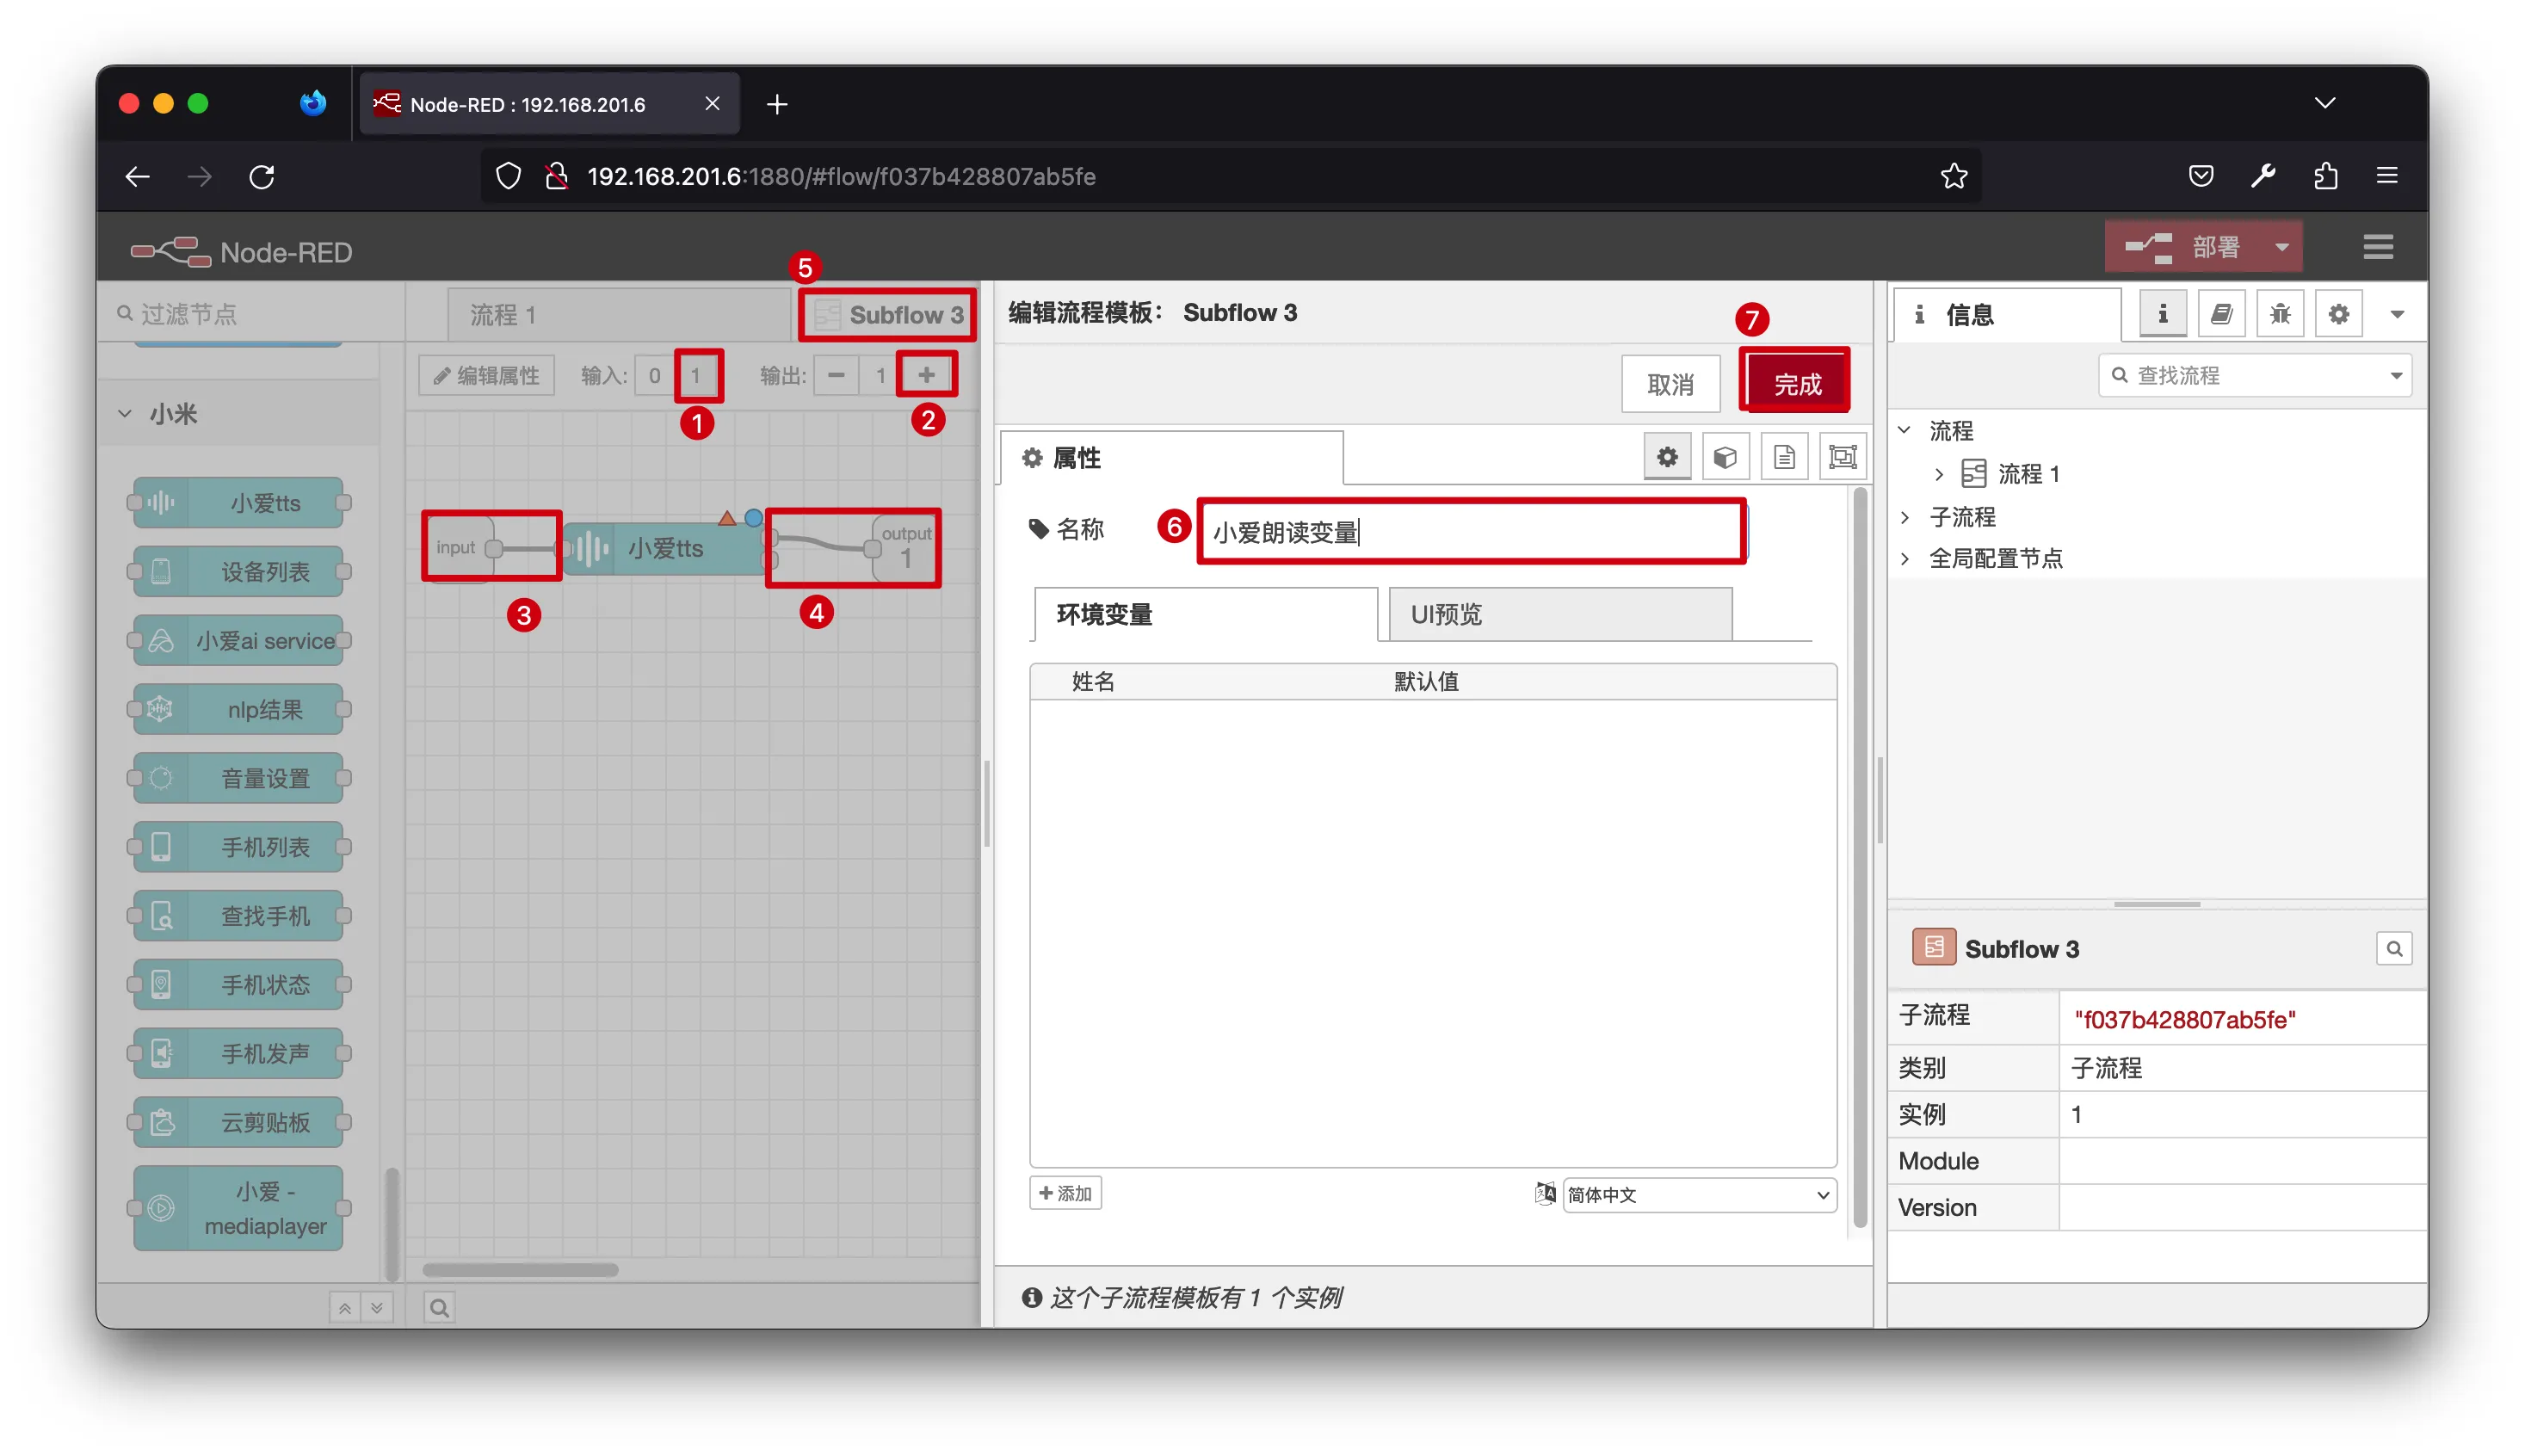 Node-RED : 192.168.201.6
192.168.201.6:1880/#flow/f037b428807ab5fe
Node-RED
部署
过滤节点
流程 1
5
Subflow 3
编辑流程模板： Subflow 3
7
信息
编辑属性
输入:
0
1
输出:
1
1
2
取消
完成
查找流程
小米
小爱tts
设备列表
小爱ai service
nlp结果
音量设置
手机列表
查找手机
手机状态
手机发声
云剪贴板
小爱 -
mediaplayer
input
小爱tts
output
1
3
4
属性
名称
6
小爱朗读变量
环境变量
UI预览
姓名
默认值
添加
简体中文
这个子流程模板有 1 个实例
流程
流程 1
子流程
全局配置节点
Subflow 3
子流程
"f037b428807ab5fe"
类别
子流程
实例
1
Module
Version